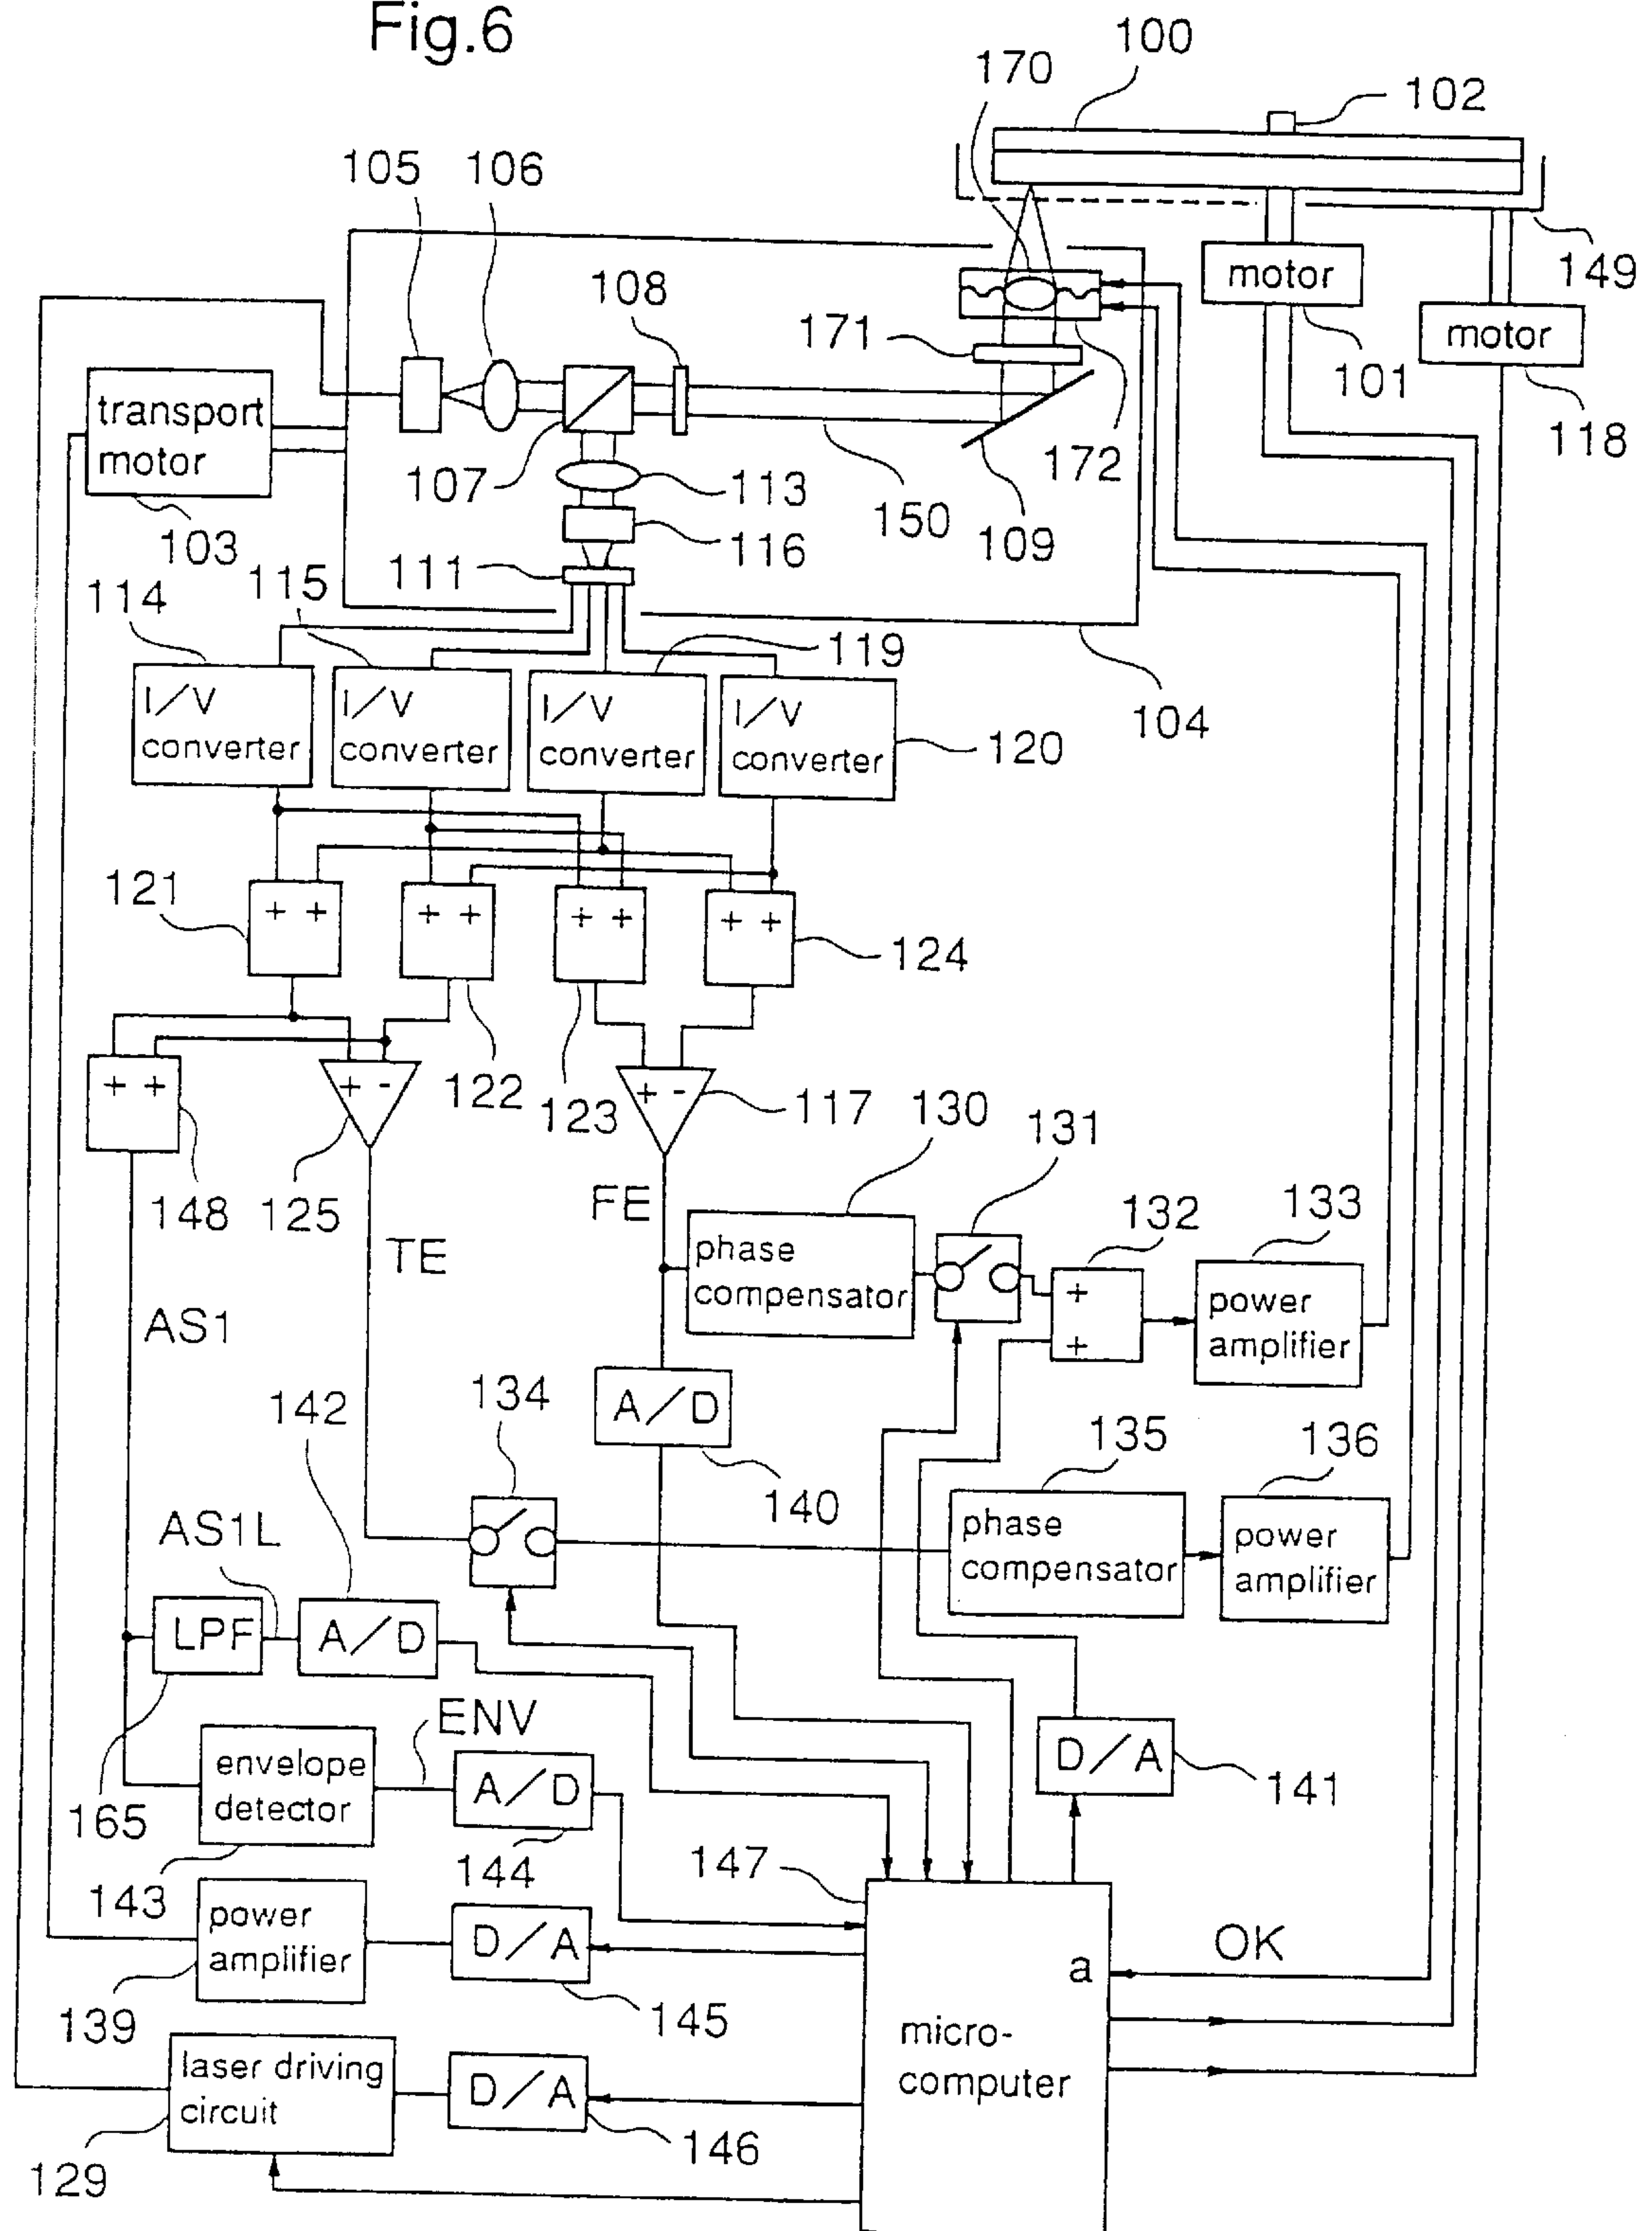 Fig.6
100
170
102
105 106
108
149
motor
171
motor
101
transport
motor
118
107
113
172
150
109
103
116
111
115
114
119
104
I/V
converter
I/V
converter
I/V
converter
I/V
converter
120
121
+ +
+ +
+ +
+ +
124
122
123
+ +
+ -
+ -
117
130
131
148
125
FE
132
133
TE
phase
compensator
+
+
power
amplifier
AS1
142
134
A/D
140
135
136
AS1L
phase
compensator
power
amplifier
LPF
A/D
ENV
165
envelope
detector
A/D
D/A
141
144
147
143
power
amplifier
D/A
a
OK
139
145
micro-
computer
laser driving
circuit
D/A
146
129